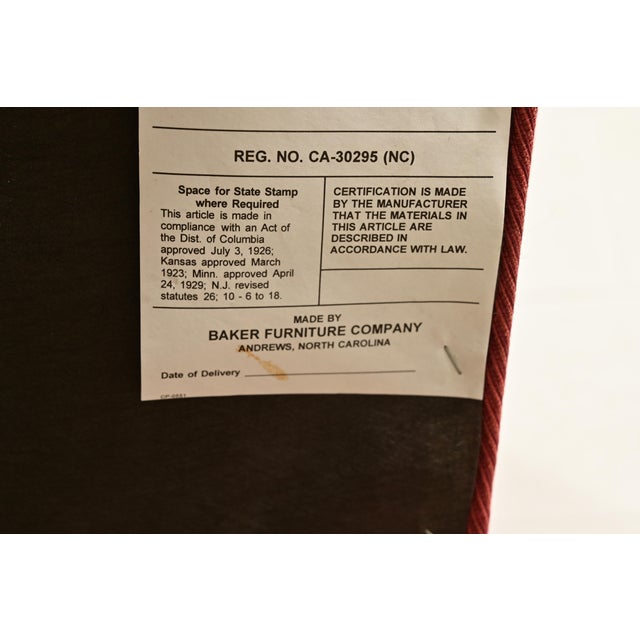 REG. NO. CA-30295 (NC)
Space for State Stamp
where Required
This article is made in
compliance with an Act of
the Dist. of Columbia
approved July 3, 1926;
Kansas approved March
1923; Minn. approved April
24, 1929; N.J. revised
statutes 26; 10 - 6 to 18.
CERTIFICATION IS MADE
BY THE MANUFACTURER
THAT THE MATERIALS IN
THIS ARTICLE ARE
DESCRIBED IN
ACCORDANCE WITH LAW.
MADE BY
BAKER FURNITURE COMPANY
ANDREWS, NORTH CAROLINA
Date of Delivery